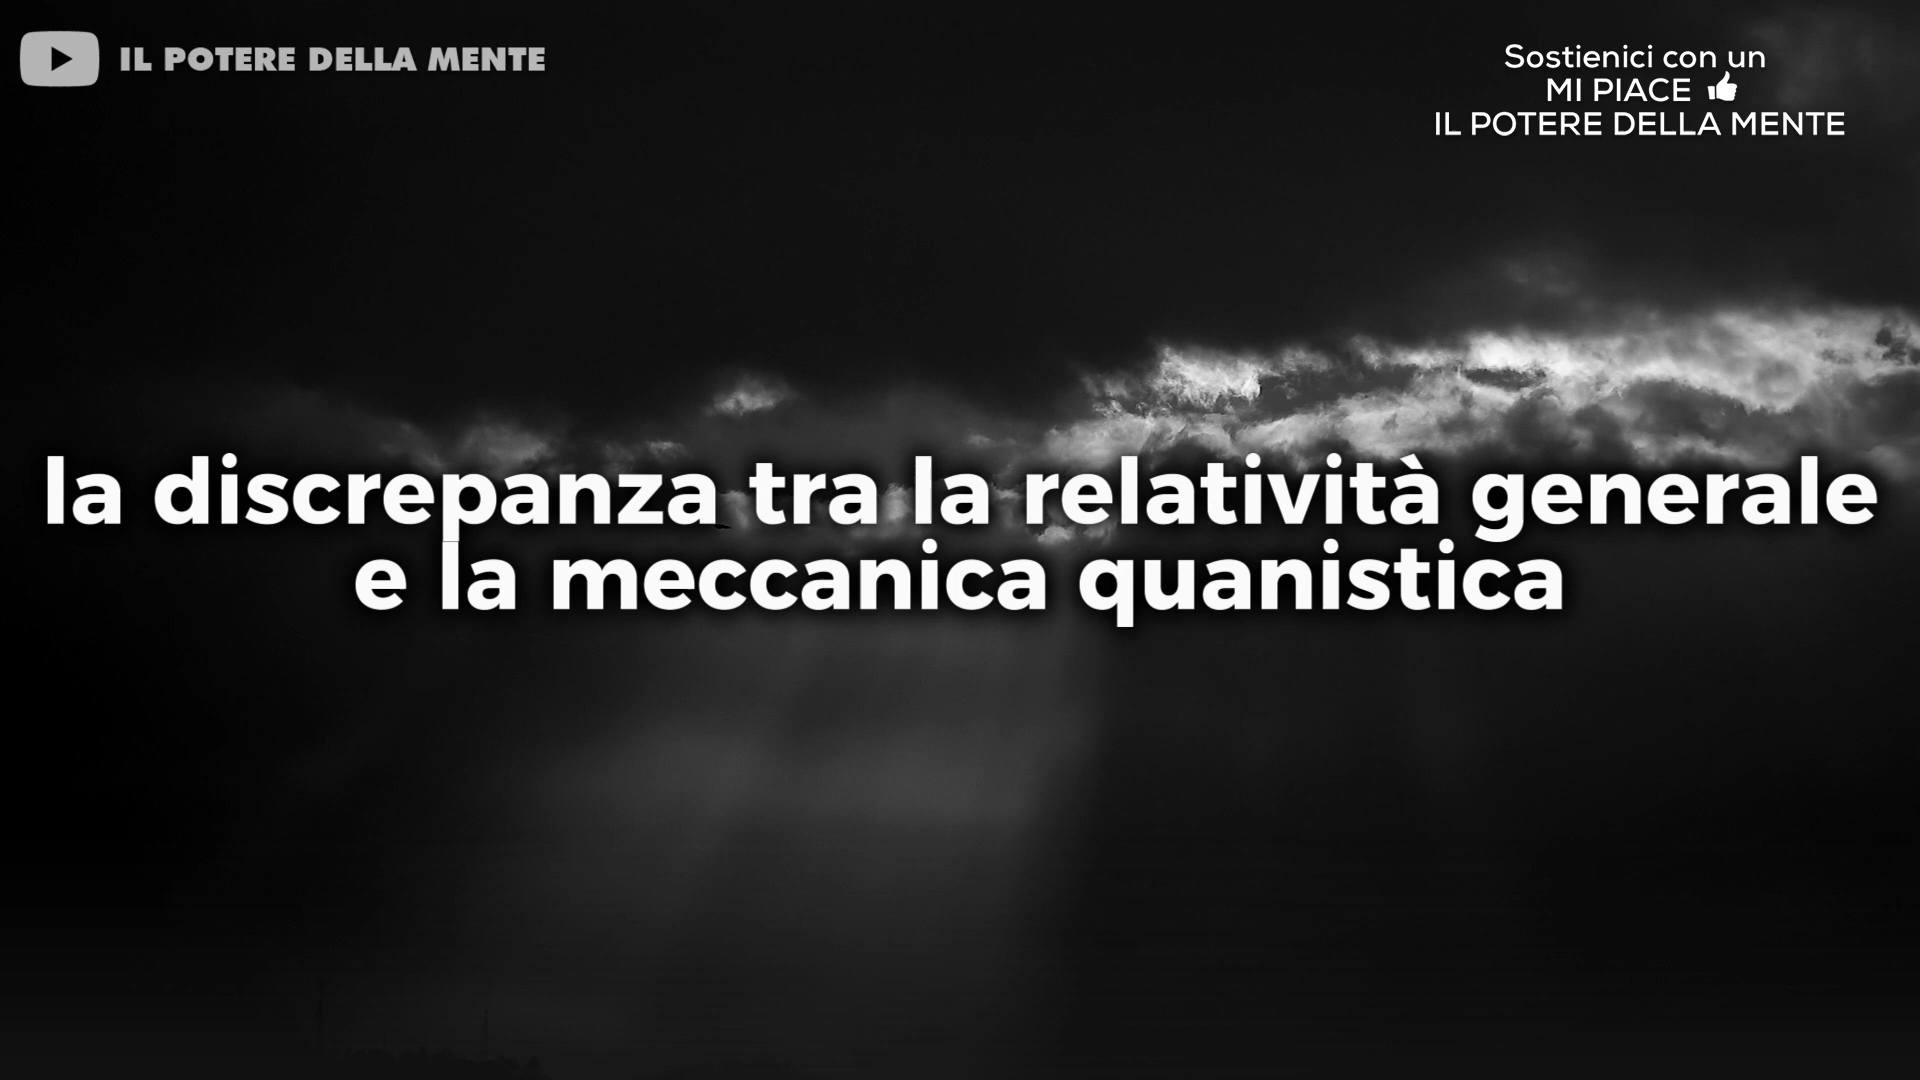 IL POTERE DELLA MENTE
Sostienici con un
MI PIACE
IL POTERE DELLA MENTE
la discrepanza tra la relatività generale
e la meccanica quanistica